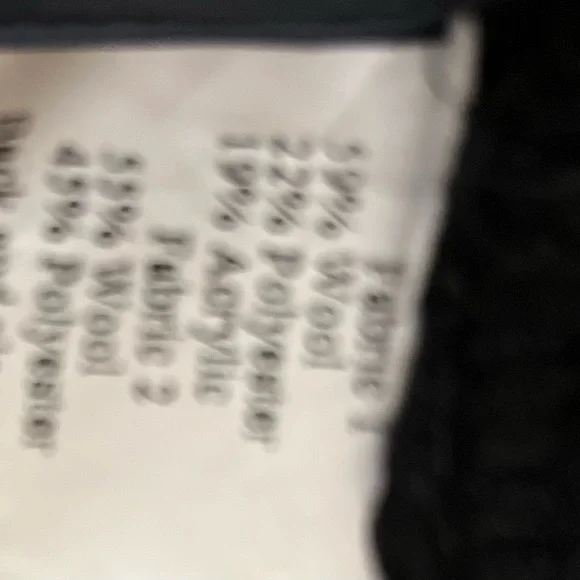 Fabric 1
59% Wool
22% Polyester
19% Acrylic
Fabric 2
55% Wool
45% Polyester